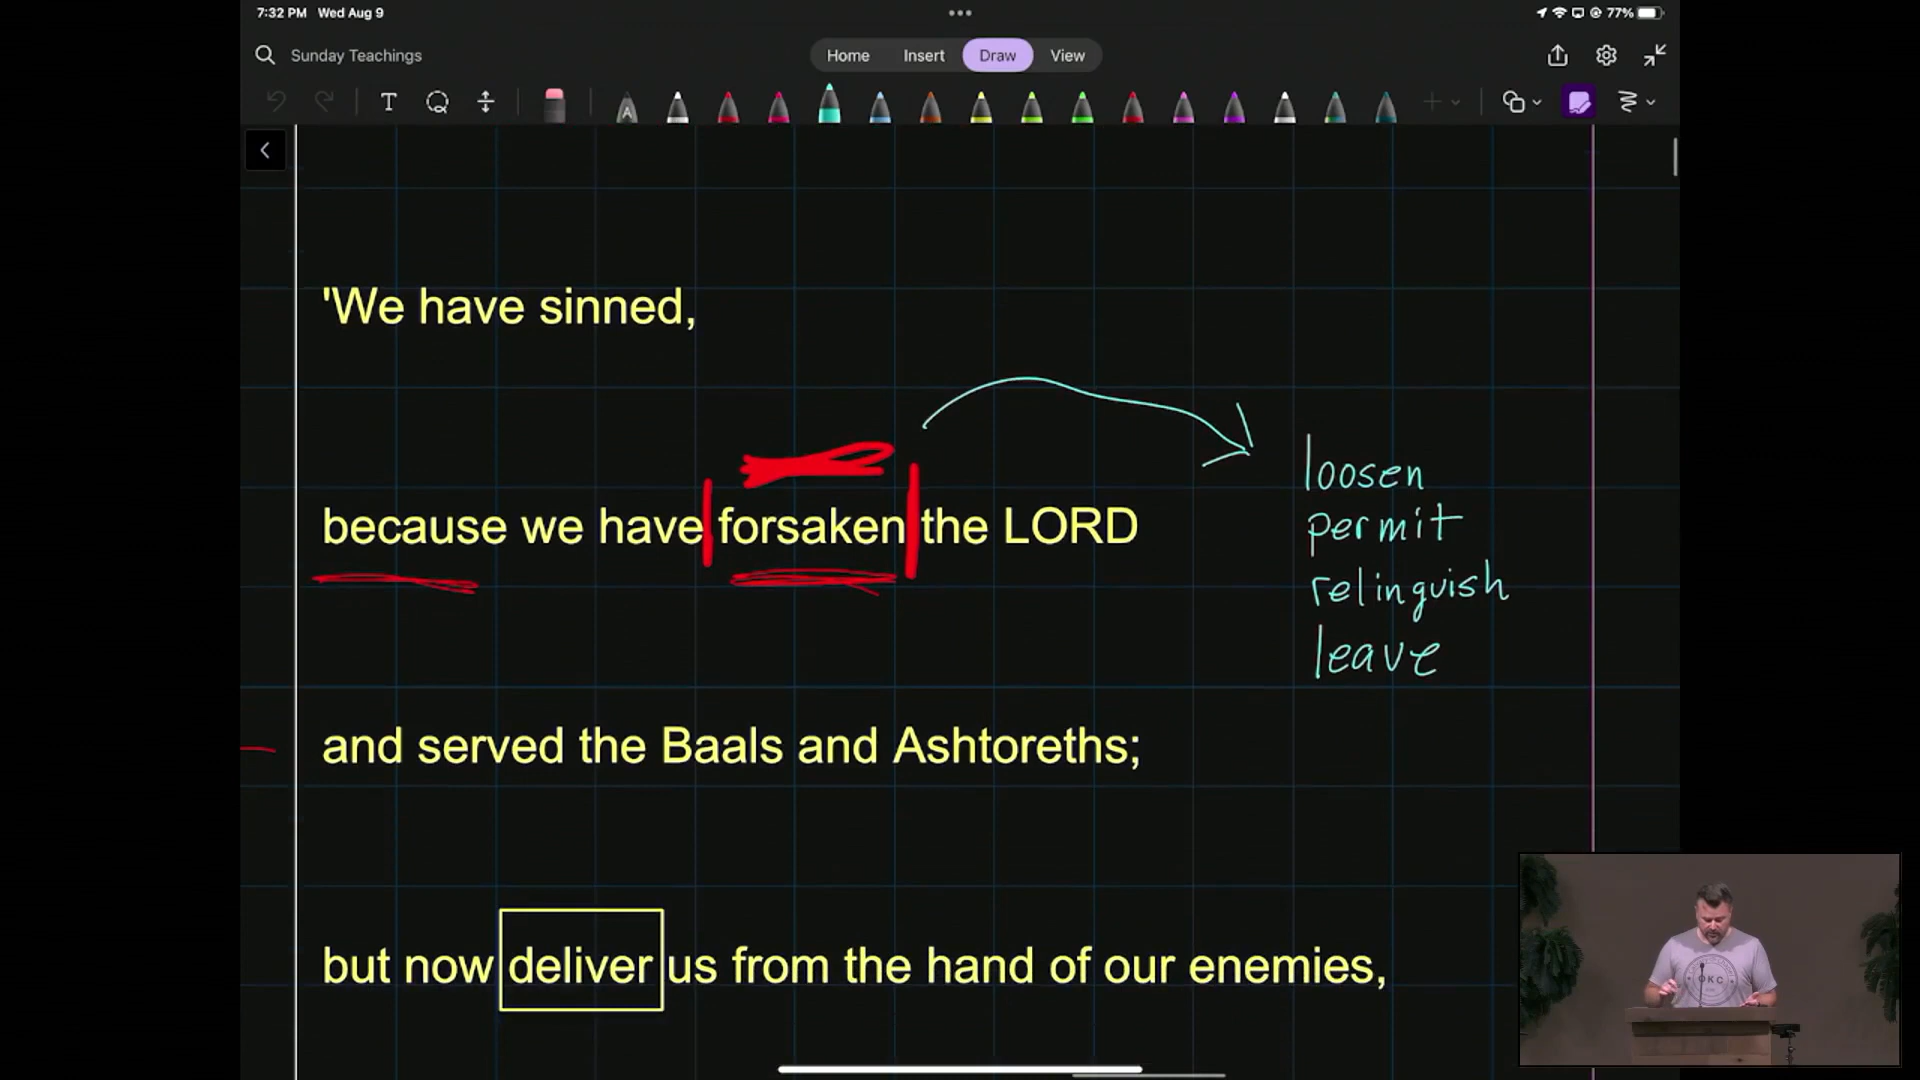 7:32 PM Wed Aug 9
77%
Sunday Teachings
Home Insert Draw View
T
A
'We have sinned,
because we have forsaken the LORD
loosen
permit
relinguish
leave
and served the Baals and Ashtoreths;
but now deliver us from the hand of our enemies,
OKC